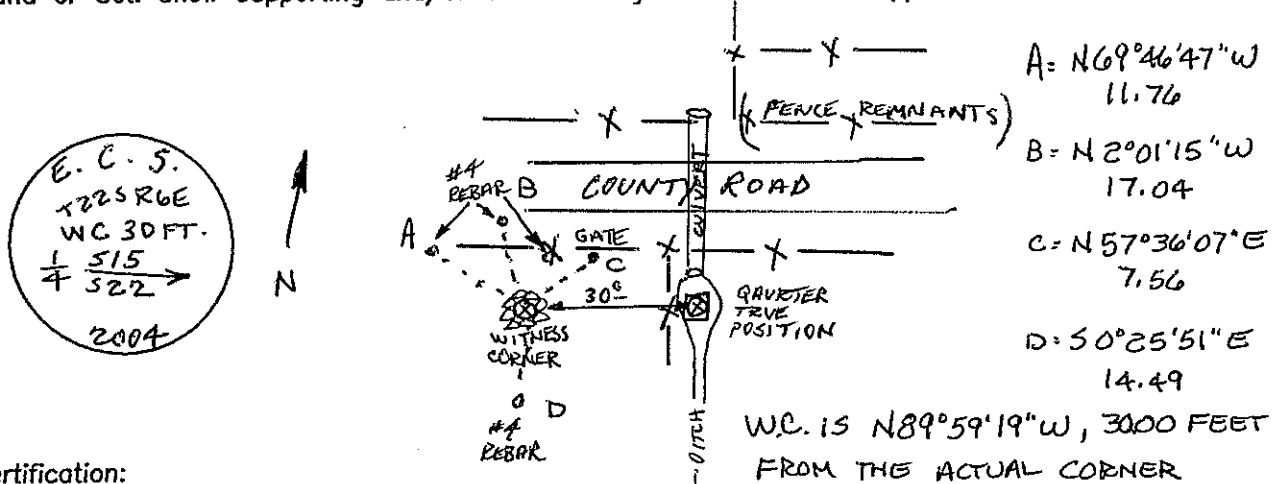 E. C. S.
T22S R6E
WC 30 FT.
1/4 S15
S22
2004
N
(FENCE REMNANTS)
#4
REBAR
B
COUNTY ROAD
CULVERT
A
GATE
C
30.0
WITNESS
CORNER
QAURTER
TRUE
POSITION
D
#4
REBAR
DITCH
A= N69°46'47"W
11.76
B= N2°01'15"W
17.04
C= N57°36'07"E
7.56
D= S0°25'51"E
14.49
W.C. IS N89°59'19"W, 30.00 FEET
FROM THE ACTUAL CORNER
ertification: